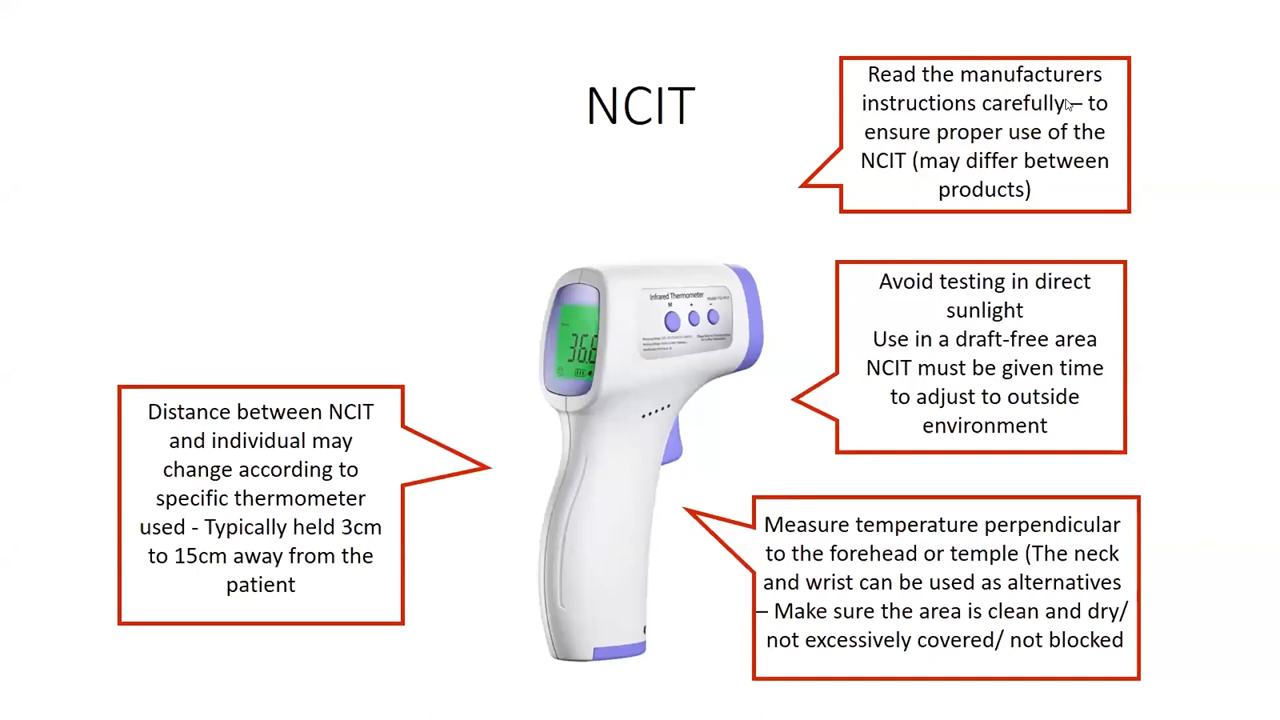 NCIT
Read the manufacturers
instructions carefully – to
ensure proper use of the
NCIT (may differ between
products)
Infrared Thermometer
M + -
36.6
Avoid testing in direct
sunlight
Use in a draft-free area
NCIT must be given time
to adjust to outside
environment
Distance between NCIT
and individual may
change according to
specific thermometer
used - Typically held 3cm
to 15cm away from the
patient
Measure temperature perpendicular
to the forehead or temple (The neck
and wrist can be used as alternatives
– Make sure the area is clean and dry/
not excessively covered/ not blocked